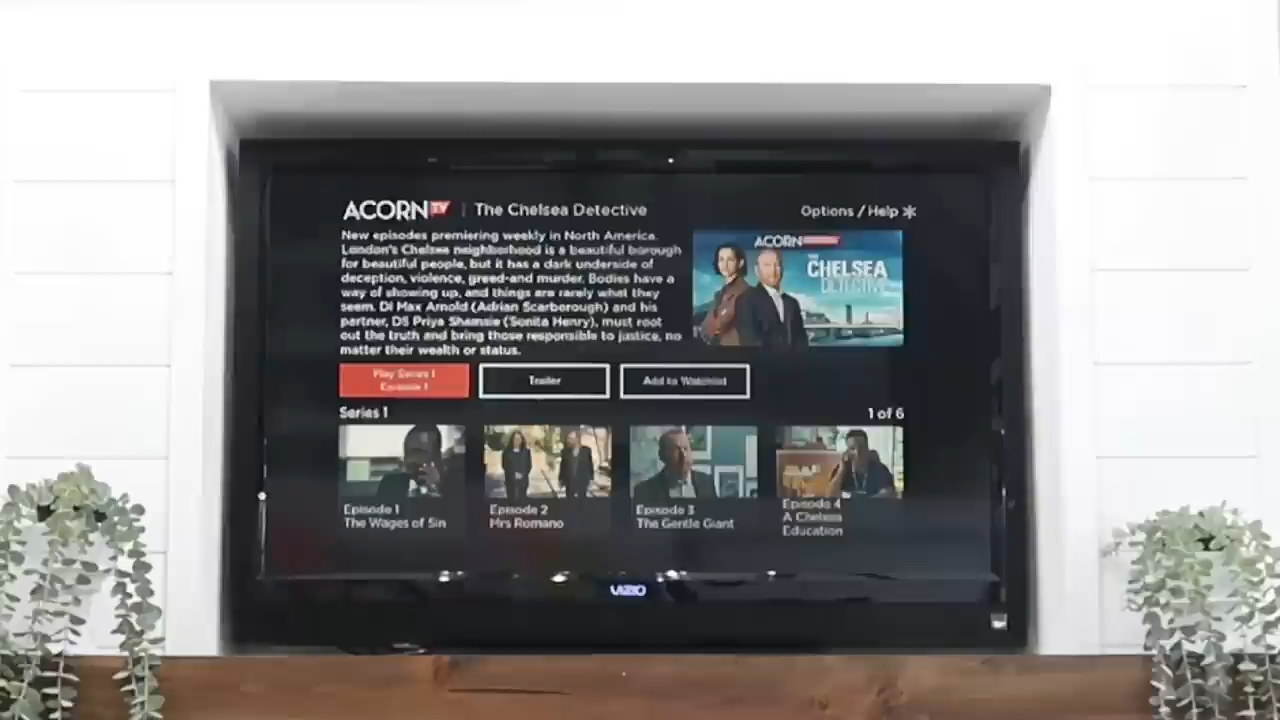 ACORN TV | The Chelsea Detective
Options / Help *
New episodes premiering weekly in North America.
London's Chelsea neighborhood is a beautiful borough
for beautiful people, but it has a dark underside of
deception, violence, greed-and murder. Bodies have a
way of showing up, and things are rarely what they
seem. DI Max Arnold (Adrian Scarborough) and his
partner, DS Priya Shamsie (Sonita Henry), must root
out the truth and bring those responsible to justice, no
matter their wealth or status.
ACORN
THE
CHELSEA
DETECTIVE
Play Series 1
Episode 1
Trailer
Add to Watchlist
Series 1
1 of 6
Episode 1
The Wages of Sin
Episode 2
Mrs Romano
Episode 3
The Gentle Giant
Episode 4
A Chelsea
Education
VIZIO